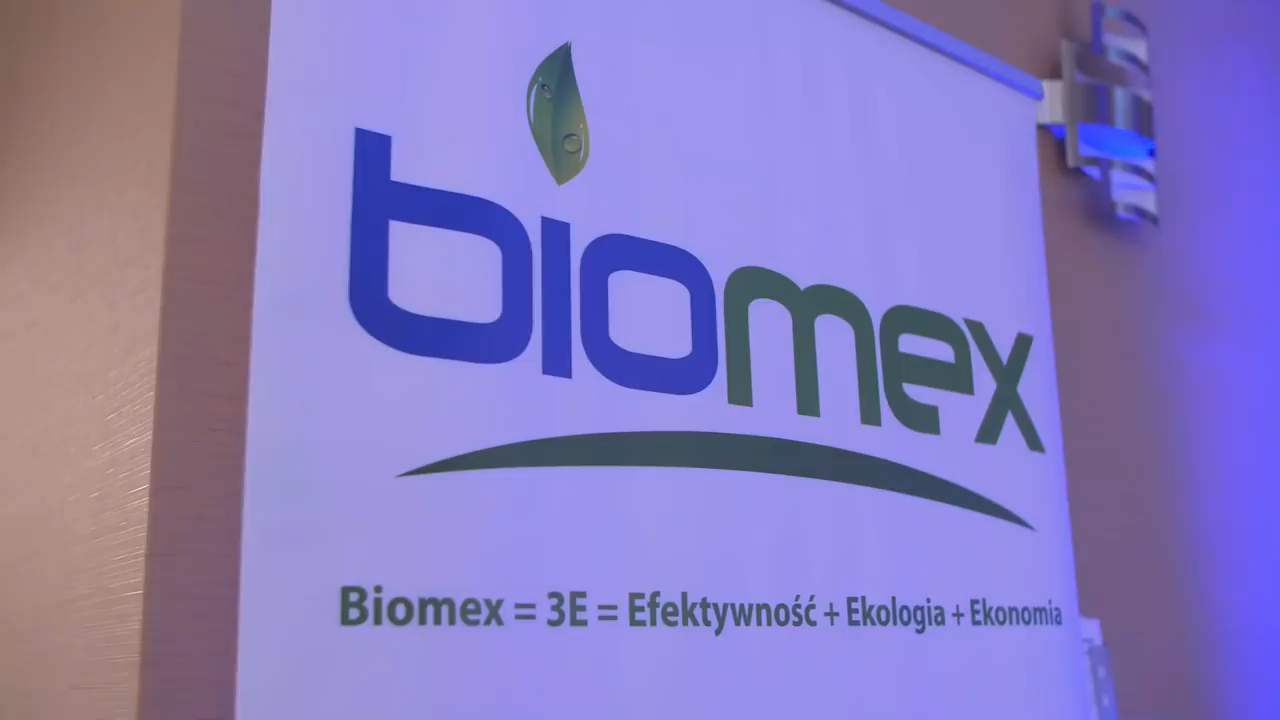 biomex
Biomex = 3E = Efektywność + Ekologia + Ekonomia